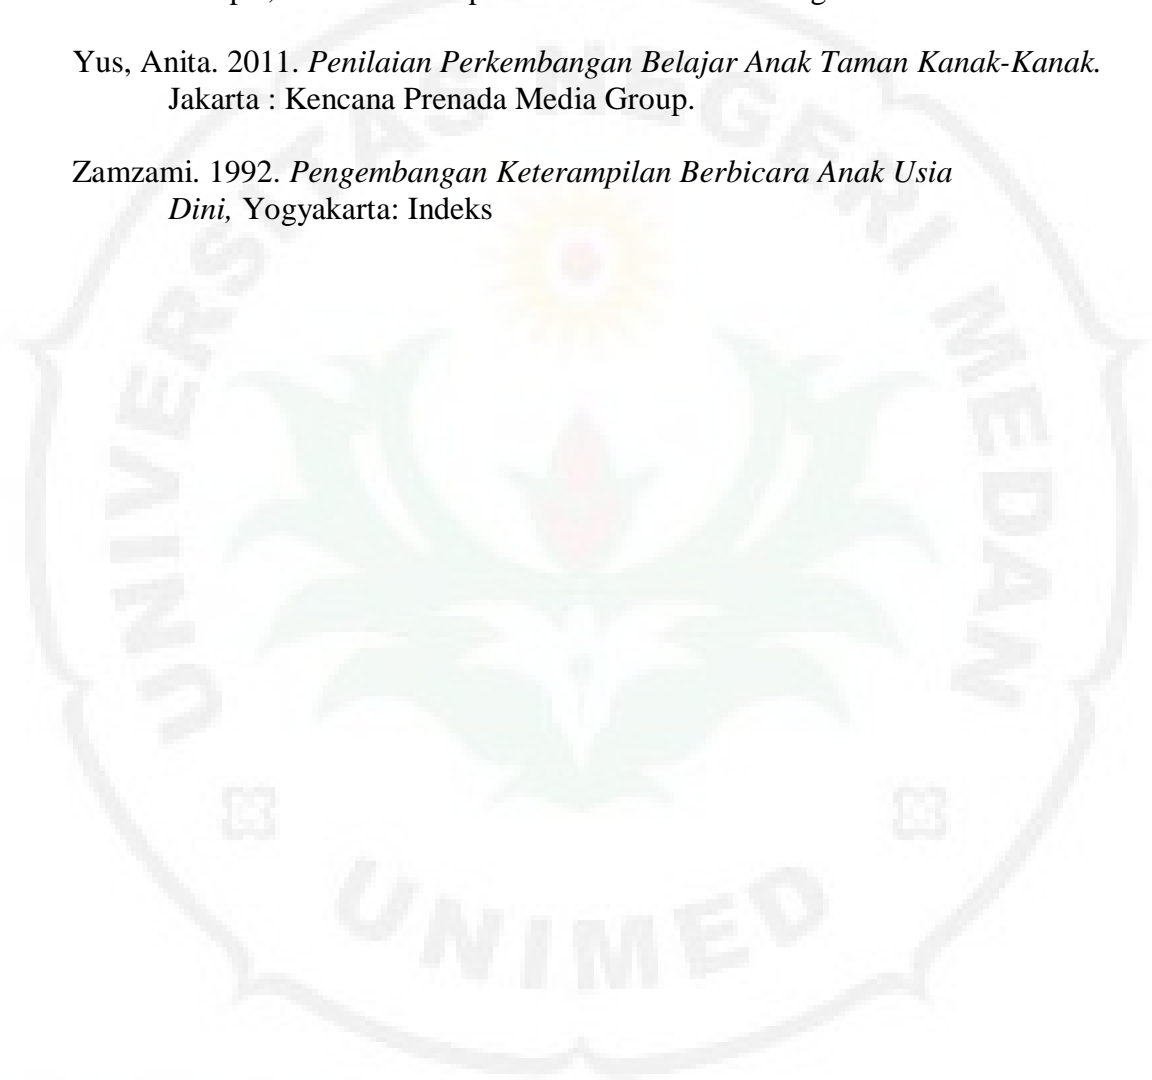 Yus, Anita. 2011. Penilaian Perkembangan Belajar Anak Taman Kanak-Kanak.
Jakarta : Kencana Prenada Media Group.
Zamzami. 1992. Pengembangan Keterampilan Berbicara Anak Usia
Dini, Yogyakarta: Indeks
UNIVERSITAS NEGERI MEDAN
UNIMED